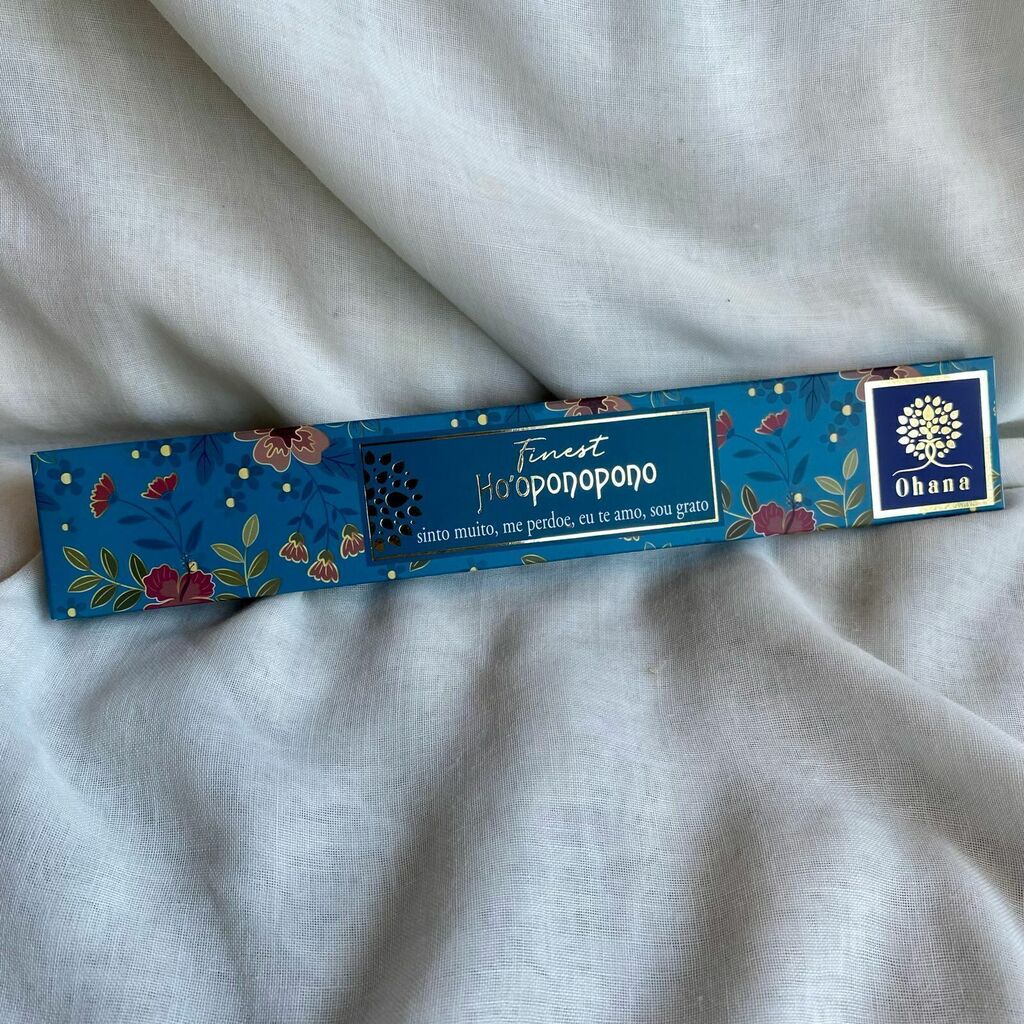 Finest
Ho'oponopono
sinto muito, me perdoe, eu te amo, sou grato
Ohana